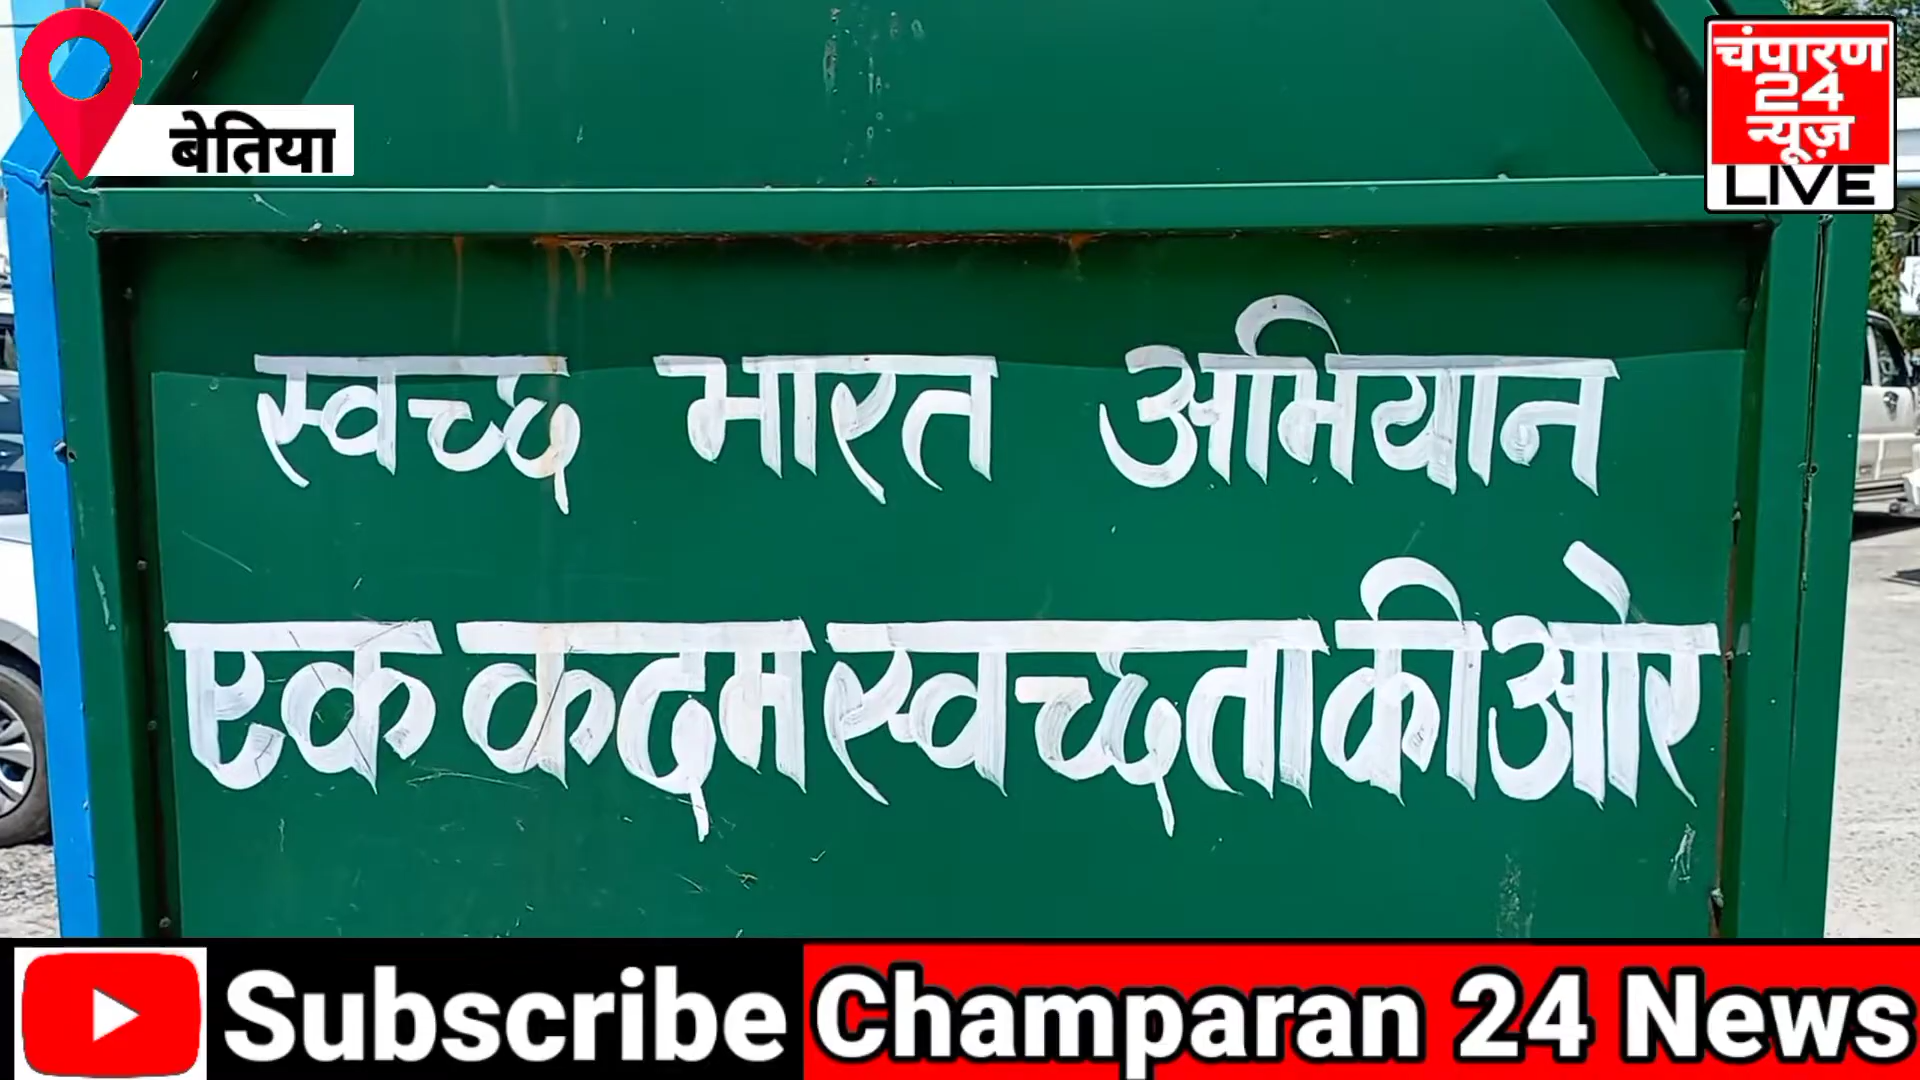 बेतिया
चंपारण
24
न्यूज़
LIVE
स्वच्छ भारत अभियान
एक कदम स्वच्छता की ओर
Subscribe Champaran 24 News